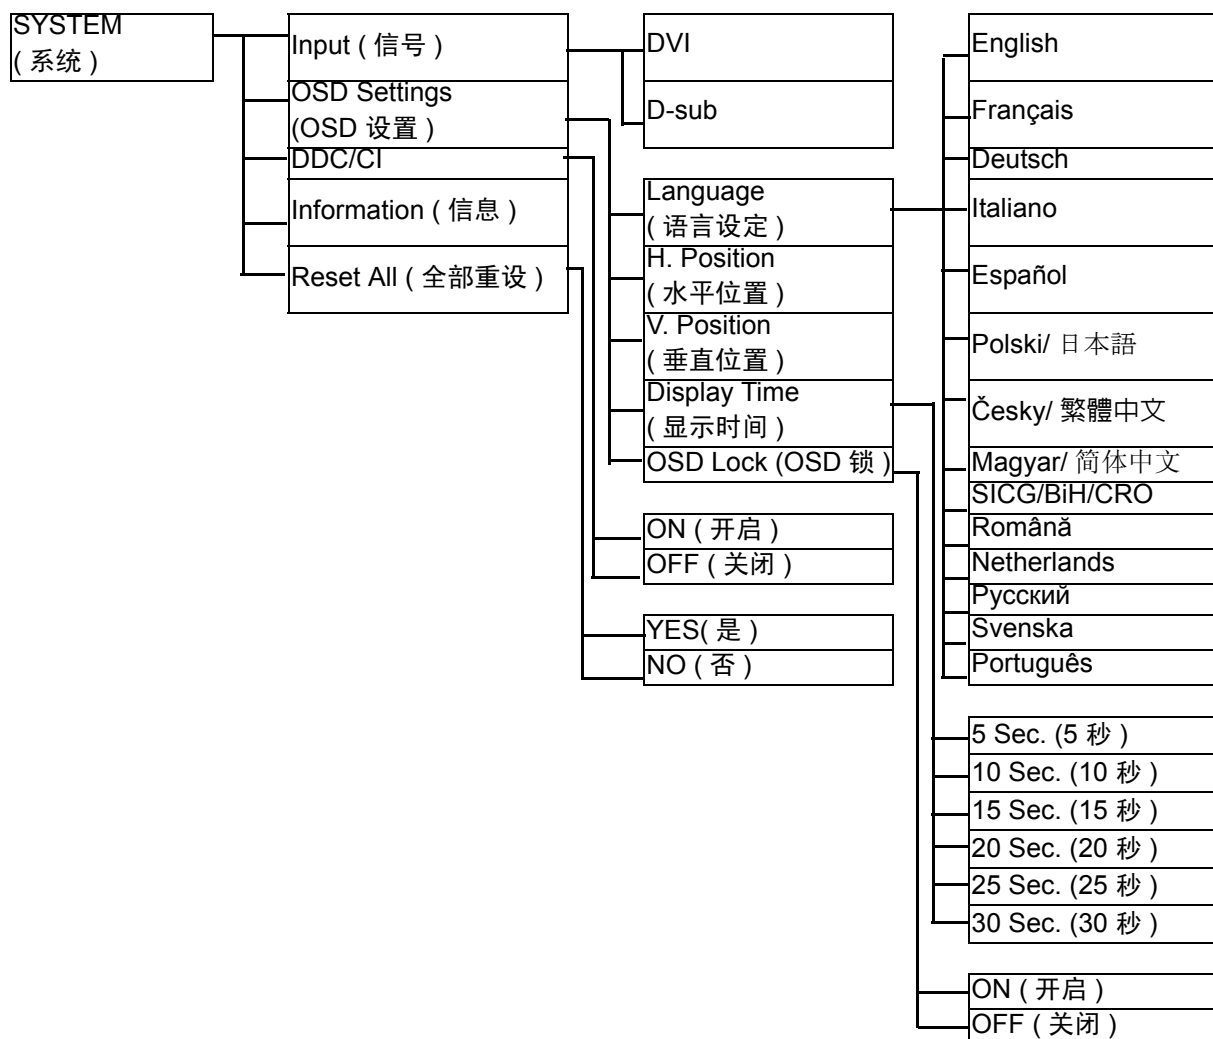 SYSTEM
( 系统 )
Input ( 信号 )
OSD Settings
(OSD 设置 )
DDC/CI
Information ( 信息 )
Reset All ( 全部重设 )
DVI
D-sub
Language
( 语言设定 )
H. Position
( 水平位置 )
V. Position
( 垂直位置 )
Display Time
( 显示时间 )
OSD Lock (OSD 锁 )
ON ( 开启 )
OFF ( 关闭 )
YES( 是 )
NO ( 否 )
English
Français
Deutsch
Italiano
Español
Polski/ 日本語
Česky/ 繁體中文
Magyar/ 简体中文
SICG/BiH/CRO
Română
Netherlands
Русский
Svenska
Português
5 Sec. (5 秒 )
10 Sec. (10 秒 )
15 Sec. (15 秒 )
20 Sec. (20 秒 )
25 Sec. (25 秒 )
30 Sec. (30 秒 )
ON ( 开启 )
OFF ( 关闭 )